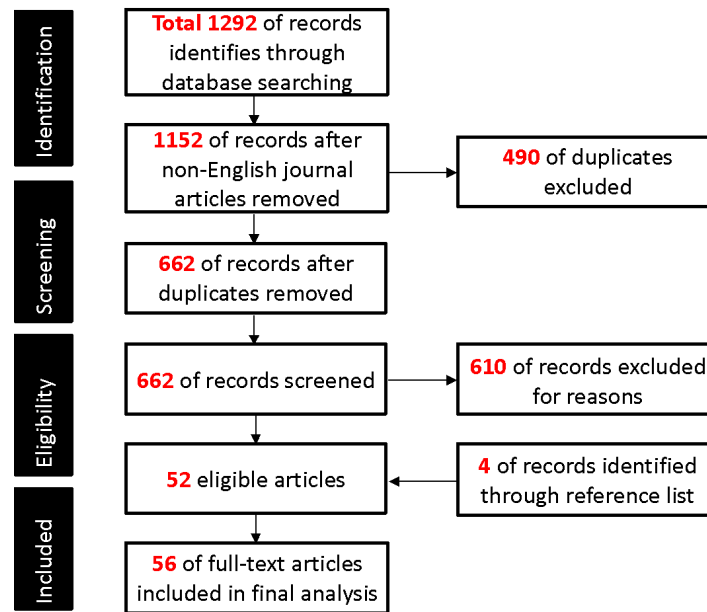 Identification
Total 1292 of records
identifies through
database searching
1152 of records after
non-English journal
articles removed
490 of duplicates
excluded
Screening
662 of records after
duplicates removed
Eligibility
662 of records screened
610 of records excluded
for reasons
52 eligible articles
4 of records identified
through reference list
Included
56 of full-text articles
included in final analysis